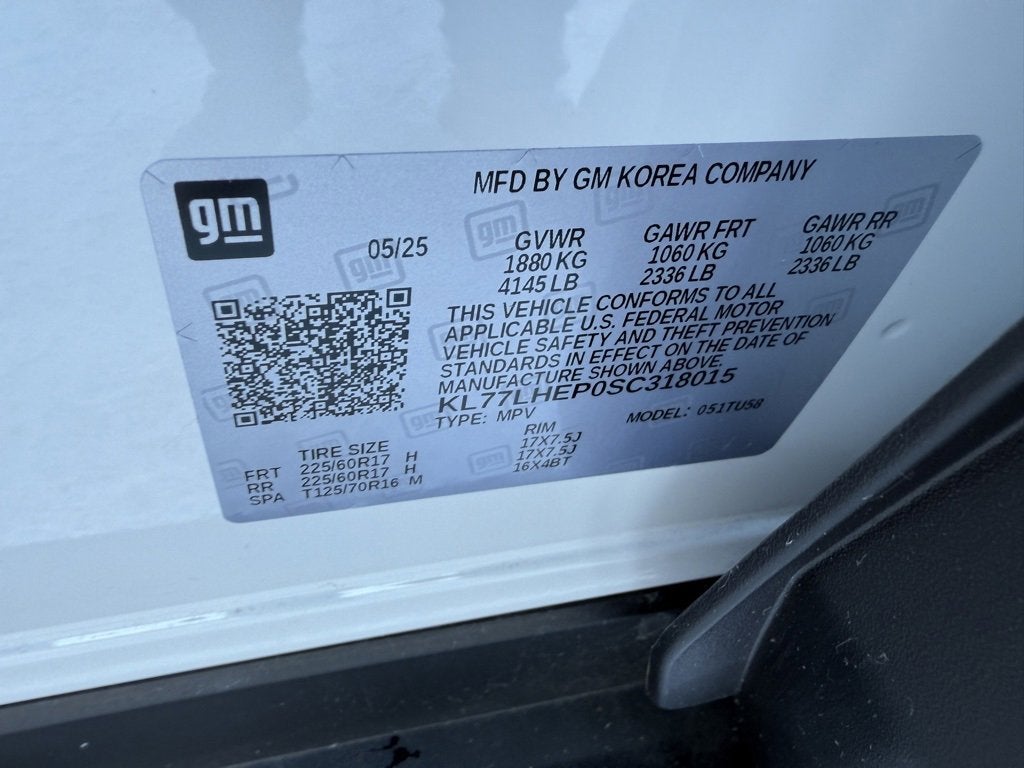 gm
MFD BY GM KOREA COMPANY
05/25
GVWR GAWR FRT GAWR RR
1880 KG 1060 KG 1060 KG
4145 LB 2336 LB 2336 LB
THIS VEHICLE CONFORMS TO ALL
APPLICABLE U.S. FEDERAL MOTOR
VEHICLE SAFETY AND THEFT PREVENTION
STANDARDS IN EFFECT ON THE DATE OF
MANUFACTURE SHOWN ABOVE.
KL77LHEP0SC318015
TYPE: MPV MODEL: 051TU58
TIRE SIZE RIM
FRT 225/60R17 H 17X7.5J
RR 225/60R17 H 17X7.5J
SPA T125/70R16 M 16X4BT